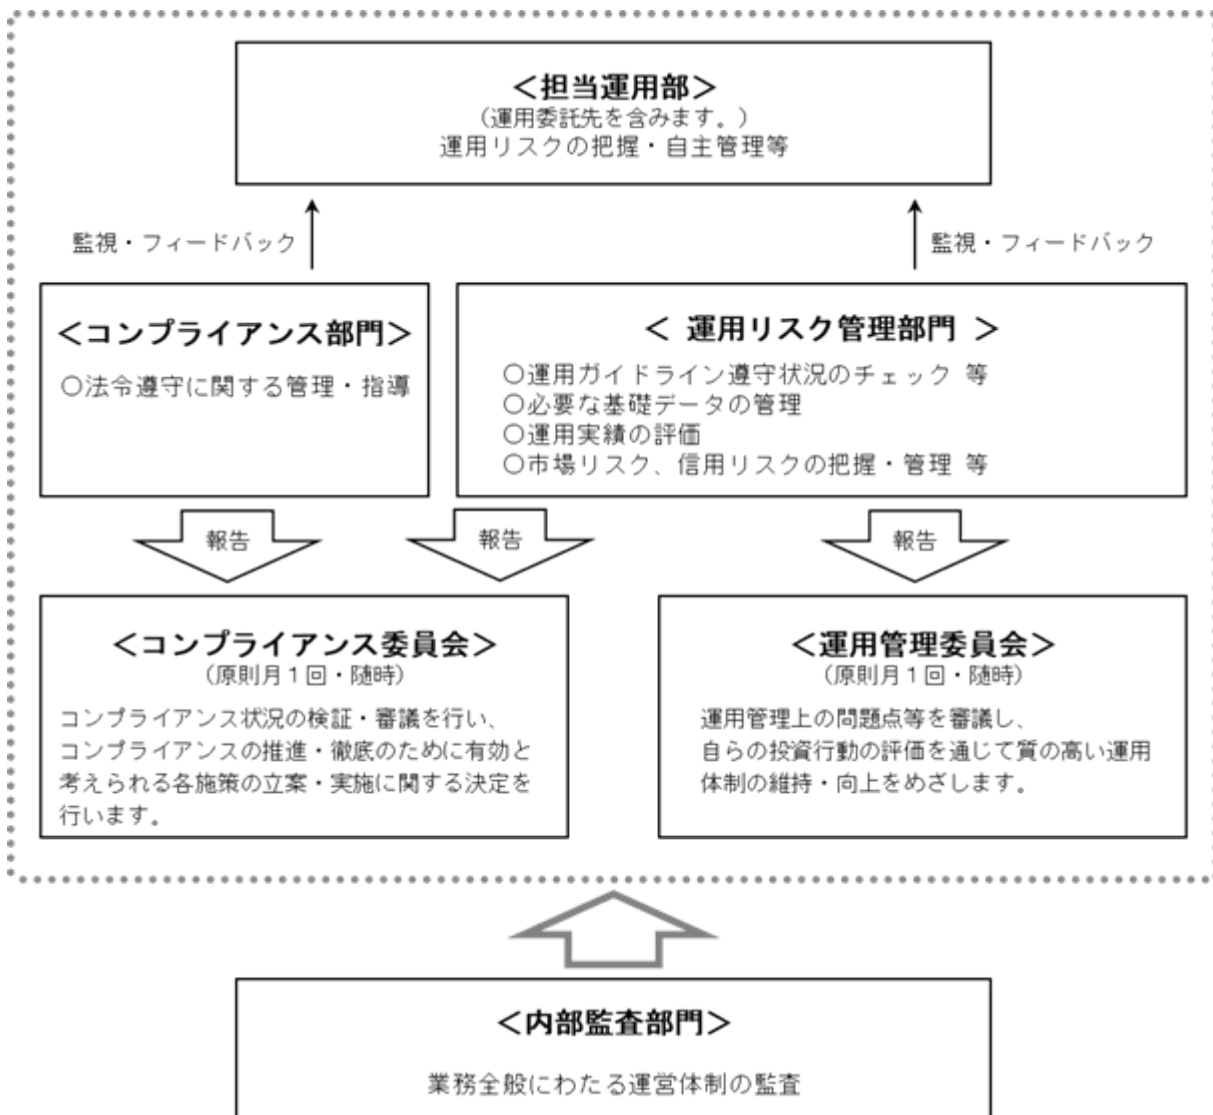 ＜担当運用部＞
（運用委託先を含みます。）
運用リスクの把握・自主管理等
監視・フィードバック
監視・フィードバック
＜コンプライアンス部門＞
○法令遵守に関する管理・指導
＜ 運用リスク管理部門 ＞
○運用ガイドライン遵守状況のチェック 等
○必要な基礎データの管理
○運用実績の評価
○市場リスク、信用リスクの把握・管理 等
報告
報告
報告
＜コンプライアンス委員会＞
（原則月１回・随時）
コンプライアンス状況の検証・審議を行い、
コンプライアンスの推進・徹底のために有効と
考えられる各施策の立案・実施に関する決定を
行います。
＜運用管理委員会＞
（原則月１回・随時）
運用管理上の問題点等を審議し、
自らの投資行動の評価を通じて質の高い運用
体制の維持・向上をめざします。
＜内部監査部門＞
業務全般にわたる運営体制の監査